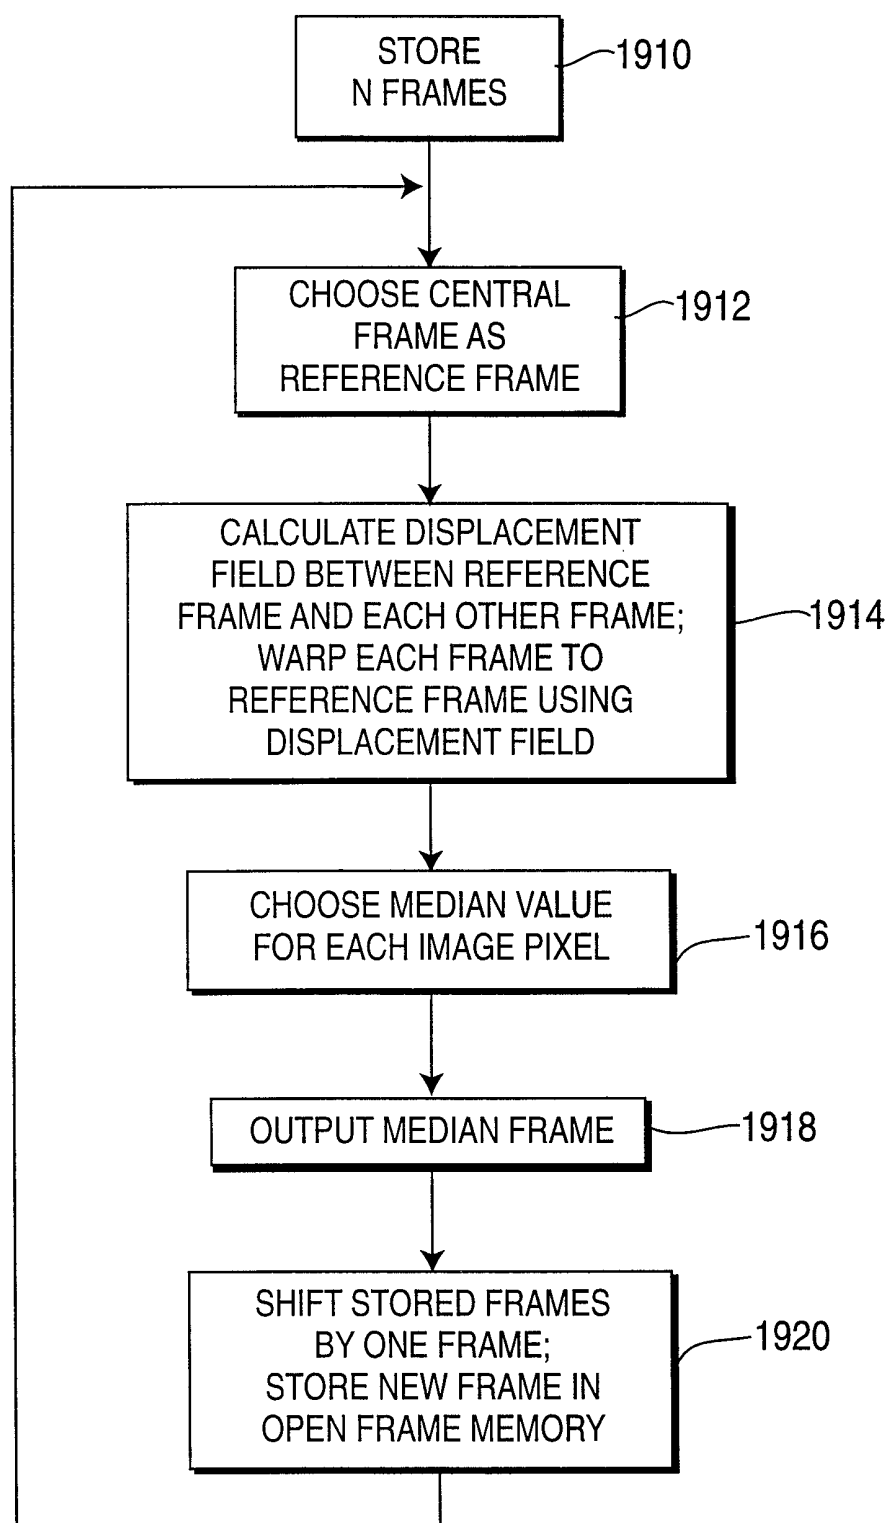 STORE
N FRAMES
1910
CHOOSE CENTRAL
FRAME AS
REFERENCE FRAME
1912
CALCULATE DISPLACEMENT
FIELD BETWEEN REFERENCE
FRAME AND EACH OTHER FRAME;
WARP EACH FRAME TO
REFERENCE FRAME USING
DISPLACEMENT FIELD
1914
CHOOSE MEDIAN VALUE
FOR EACH IMAGE PIXEL
1916
OUTPUT MEDIAN FRAME
1918
SHIFT STORED FRAMES
BY ONE FRAME;
STORE NEW FRAME IN
OPEN FRAME MEMORY
1920